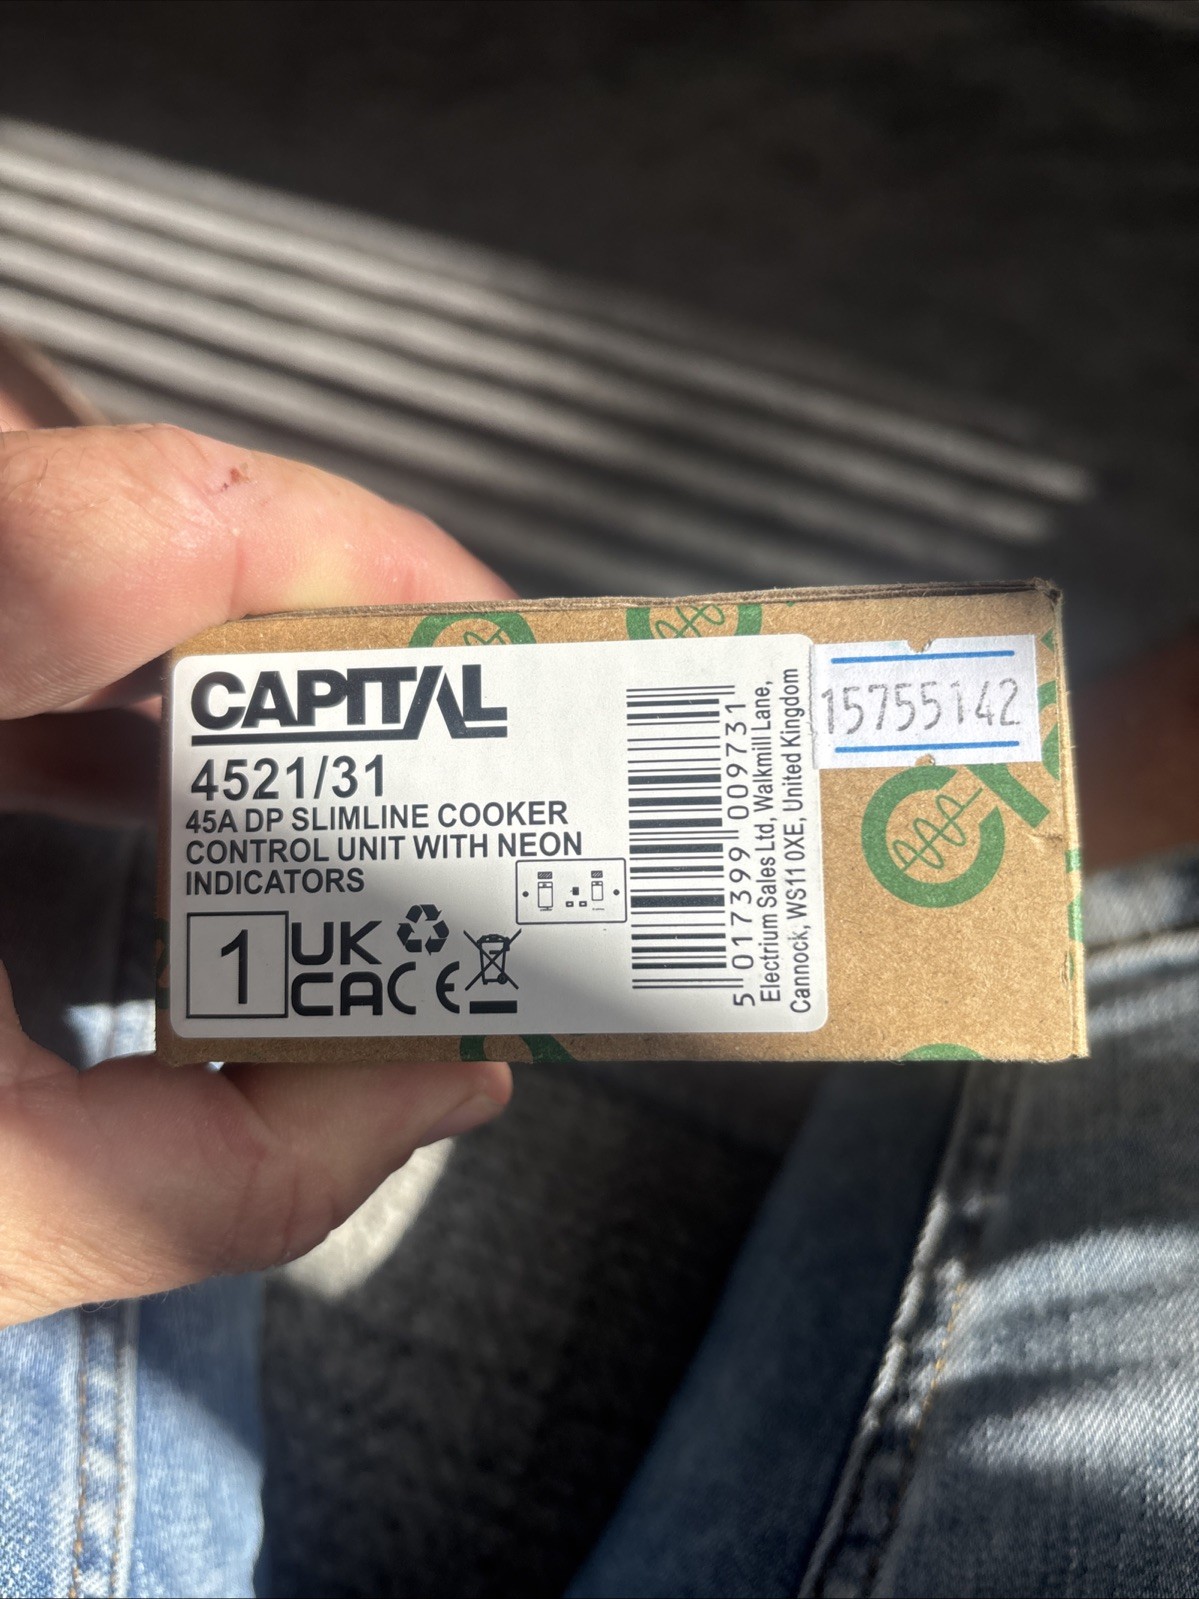 CAPITAL
4521/31
45A DP SLIMLINE COOKER
CONTROL UNIT WITH NEON
INDICATORS
1
UK
CA CE
5 017399 009731
Electrium Sales Ltd, Walkmill Lane,
Cannock, WS11 0XE, United Kingdom
15755142